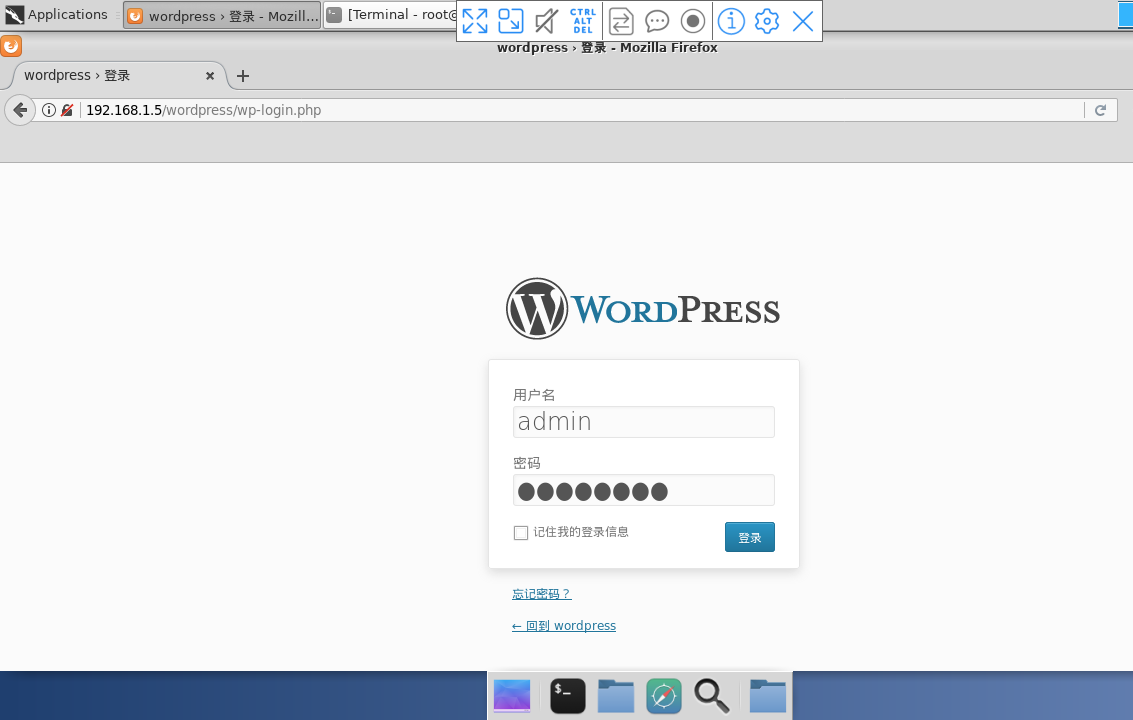 Applications
wordpress › 登录 - Mozill...
[Terminal - root@
CTRL
ALT
DEL
wordpress › 登录 - Mozilla Firefox
wordpress › 登录
192.168.1.5/wordpress/wp-login.php
WORDPRESS
用户名
admin
密码
记住我的登录信息
登录
忘记密码？
← 回到 wordpress
$_